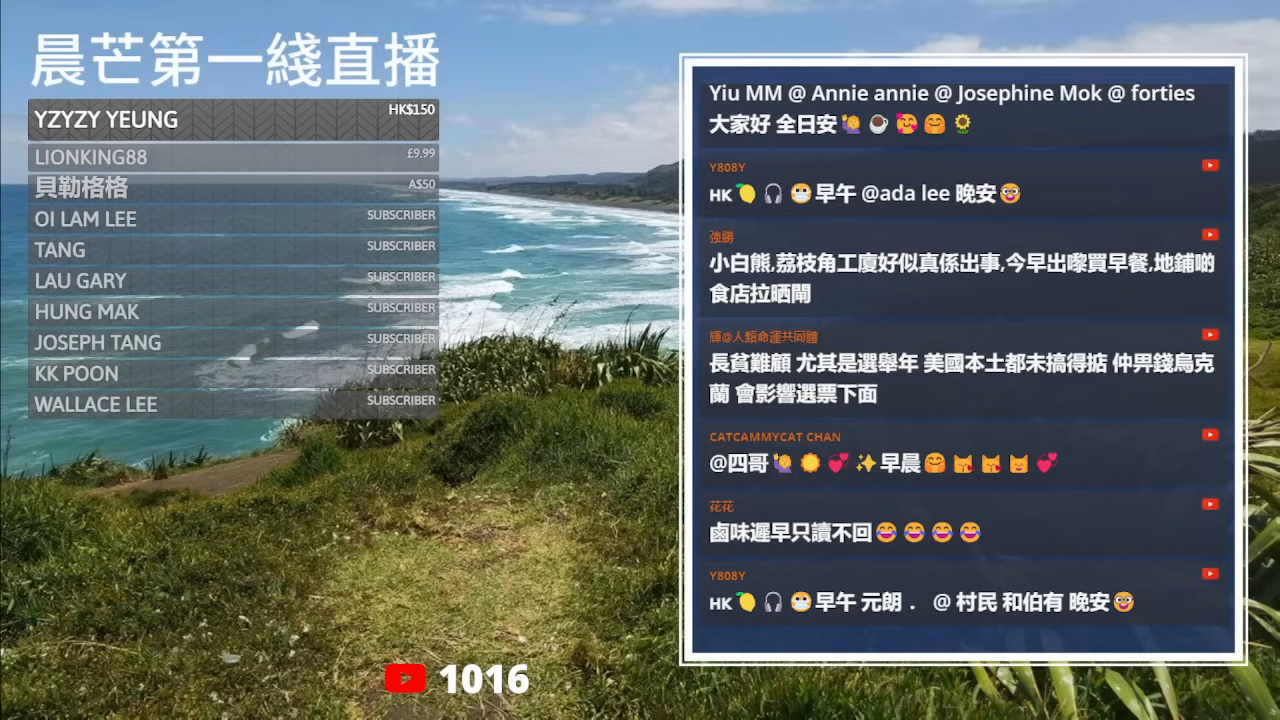 晨芒第一綫直播
YZYZY YEUNG HK$150
LIONKING88 £9.99
貝勒格格 A$50
OI LAM LEE SUBSCRIBER
TANG SUBSCRIBER
LAU GARY SUBSCRIBER
HUNG MAK SUBSCRIBER
JOSEPH TANG SUBSCRIBER
KK POON SUBSCRIBER
WALLACE LEE SUBSCRIBER
Yiu MM @ Annie annie @ Josephine Mok @ forties
大家好 全日安🙋☕🥰🤗🌻
Y808Y
HK🍋🎧😷早午 @ada lee 晚安🤓
強勝
小白熊,荔枝角工廈好似真係出事,今早出嚟買早餐,地鋪啲
食店拉晒閘
輝@人類命運共同體
長貧難顧 尤其是選舉年 美國本土都未搞得掂 仲畀錢烏克
蘭 會影響選票下面
CATCAMMYCAT CHAN
@四哥🙋🌞💞✨早晨🤗😽😽😸💞
花花
鹵味遲早只讀不回😂😂😂😂
Y808Y
HK🍋🎧😷早午 元朗． @ 村民 和伯有 晚安🤓
1016